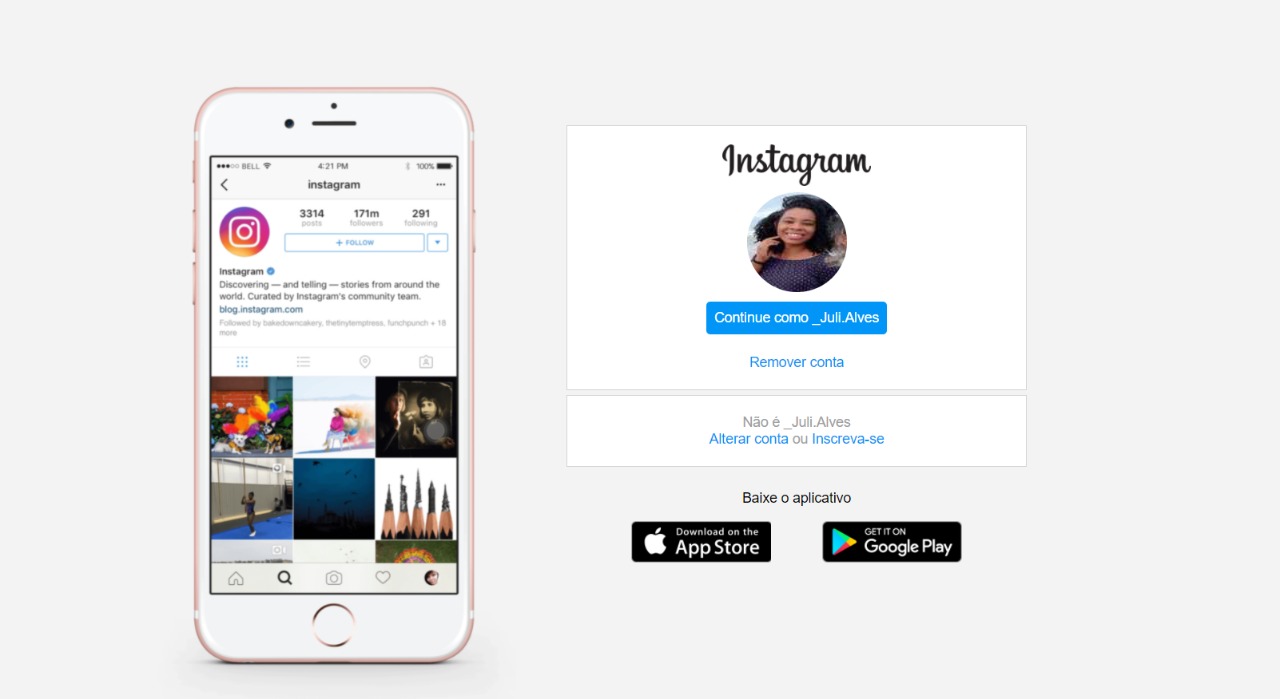 BELL
4:21 PM
100%
instagram
3314
171m
291
posts
followers
following
+ FOLLOW
Instagram
Discovering — and telling — stories from around the
world. Curated by Instagram's community team.
blog.instagram.com
Followed by bakedowncakery, thetinytemptress, funchpunch + 18
more
Instagram
Continue como _Juli.Alves
Remover conta
Não é _Juli.Alves
Alterar conta ou Inscreva-se
Baixe o aplicativo
Download on the
App Store
GET IT ON
Google Play